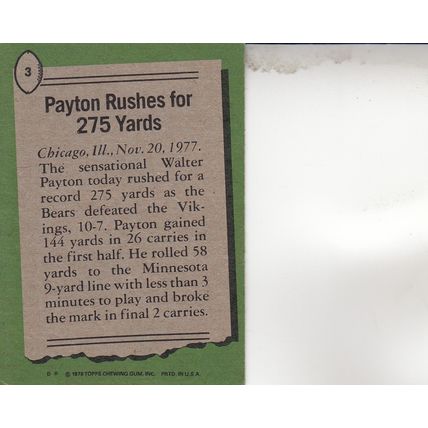 3
Payton Rushes for
275 Yards
Chicago, Ill., Nov. 20, 1977.
The sensational Walter
Payton today rushed for a
record 275 yards as the
Bears defeated the Vik-
ings, 10-7. Payton gained
144 yards in 26 carries in
the first half. He rolled 58
yards to the Minnesota
9-yard line with less than 3
minutes to play and broke
the mark in final 2 carries.
D P © 1978 TOPPS CHEWING GUM, INC. PRTD. IN U.S.A.